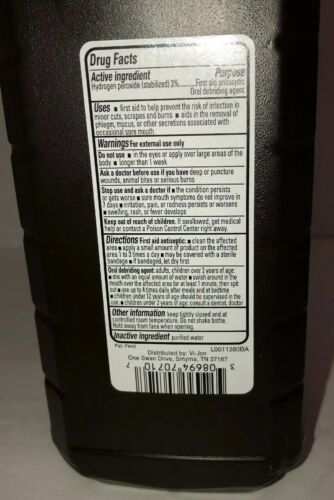 Drug Facts
Active ingredient Purpose
Hydrogen peroxide (stabilized) 3%.......First aid antiseptic
Oral debriding agent
Uses ■ first aid to help prevent the risk of infection in
minor cuts, scrapes and burns ■ aids in the removal of
phlegm, mucus, or other secretions associated with
occasional sore mouth.
Warnings For external use only
Do not use ■ in the eyes or apply over large areas of the
body ■ longer than 1 week
Ask a doctor before use if you have deep or puncture
wounds, animal bites or serious burns
Stop use and ask a doctor if ■ the condition persists
or gets worse ■ sore mouth symptoms do not improve in
7 days ■ irritation, pain, or redness persists or worsens
■ swelling, rash, or fever develops
Keep out of reach of children. If swallowed, get medical
help or contact a Poison Control Center right away.
Directions First aid antiseptic: ■ clean the affected
area ■ apply a small amount of product on the affected
area 1 to 3 times a day ■ may be covered with a sterile
bandage ■ if bandaged, let dry first
Oral debriding agent: adults, children over 2 years of age:
■ mix with an equal amount of water ■ swish around in the
mouth over the affected area for at least 1 minute, then spit
out ■ use up to 4 times daily after meals and at bedtime
■ children under 12 years of age should be supervised in the
use ■ children under 2 years of age: consult a dentist, doctor
Other information keep tightly closed and at
controlled room temperature. Do not shake bottle.
Hold away from face when opening.
Inactive ingredient purified water
Pat. Pend. L0011360BA
Distributed by: Vi-Jon
One Swan Drive, Smyrna, TN 37167
3 08694 70710 7